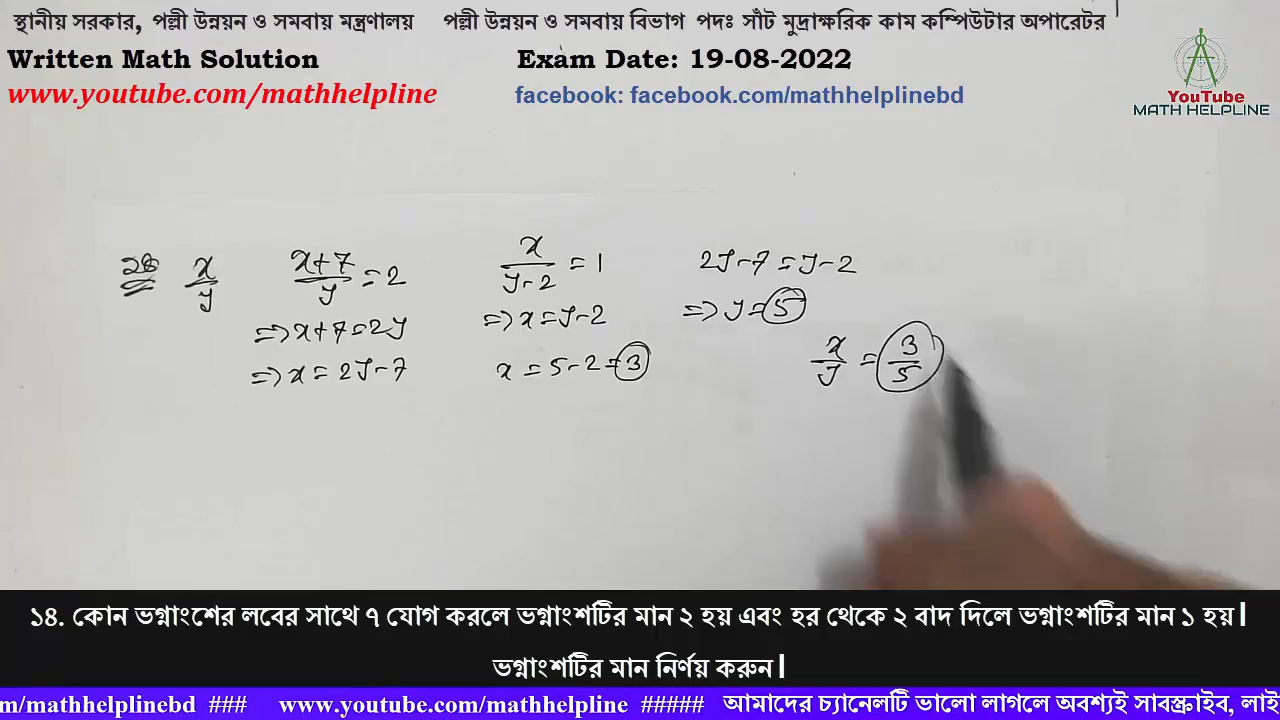 স্থানীয় সরকার, পল্লী উন্নয়ন ও সমবায় মন্ত্রণালয় পল্লী উন্নয়ন ও সমবায় বিভাগ পদঃ সাঁট মুদ্রাক্ষরিক কাম কম্পিউটার অপারেটর
Written Math Solution Exam Date: 19-08-2022
www.youtube.com/mathhelpline facebook: facebook.com/mathhelplinebd
YouTube
MATH HELPLINE
x/y (x+7)/y = 2 x/(y-2) = 1 2y-7 = y-2
=> x+7 = 2y => x = y-2 => y = 5
=> x = 2y-7 x = 5-2 = 3 x/y = 3/5
১৪. কোন ভগ্নাংশের লবের সাথে ৭ যোগ করলে ভগ্নাংশটির মান ২ হয় এবং হর থেকে ২ বাদ দিলে ভগ্নাংশটির মান ১ হয়।
ভগ্নাংশটির মান নির্ণয় করুন।
m/mathhelplinebd ### www.youtube.com/mathhelpline ##### আমাদের চ্যানেলটি ভালো লাগলে অবশ্যই সাবস্ক্রাইব, লাই